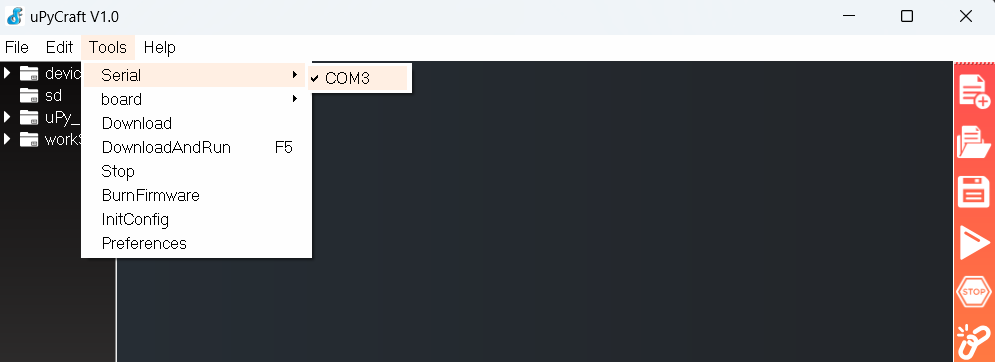 uPyCraft V1.0
File Edit Tools Help
devic
sd
uPy_
workS
Serial
COM3
board
Download
DownloadAndRun F5
Stop
BurnFirmware
InitConfig
Preferences
STOP